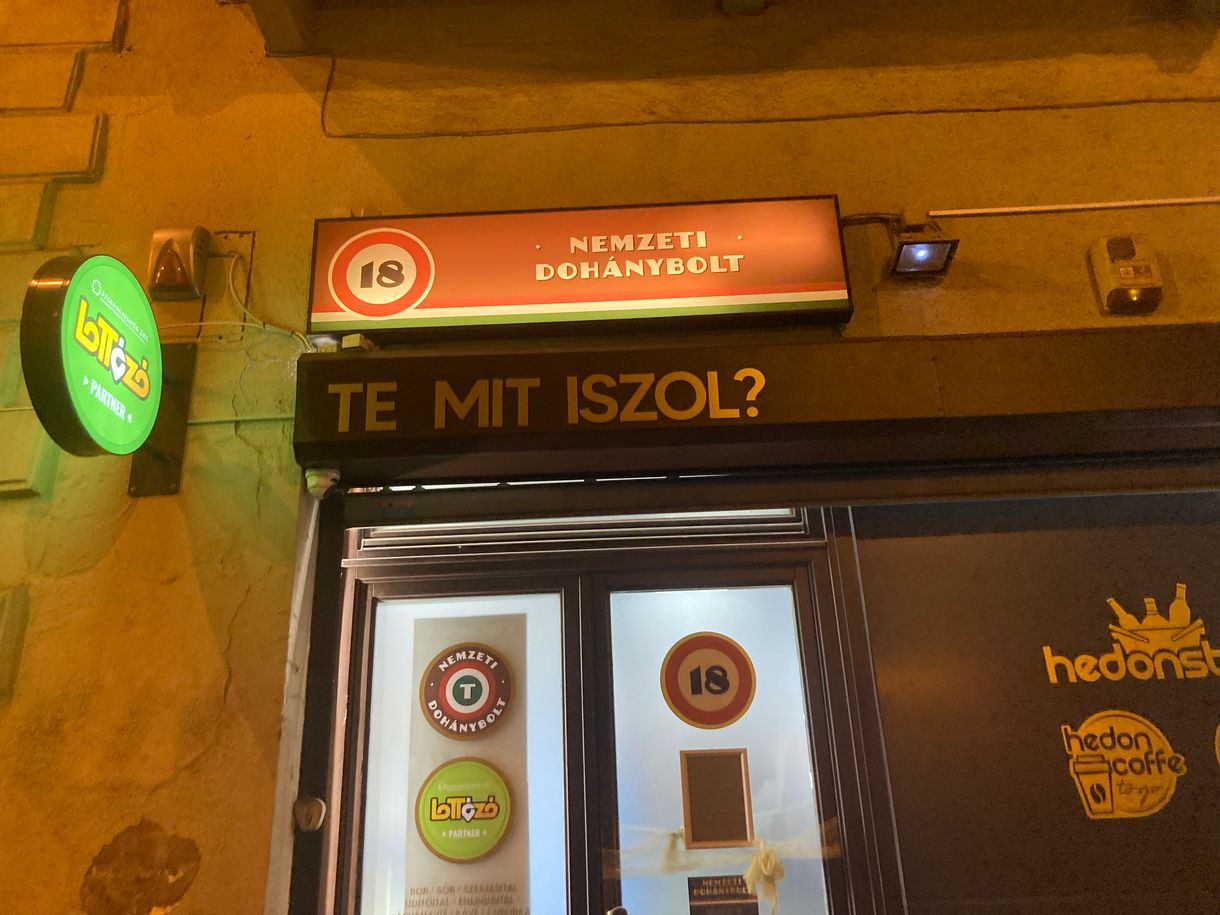 18
NEMZETI
DOHÁNYBOLT
LOTTÓZÓ
PARTNER
TE MIT ISZOL?
NEMZETI
T
DOHÁNYBOLT
18
LOTTÓZÓ
PARTNER
BOR · SÖR · SZESZESITAL
ÜDÍTŐITAL · ENERGIAITAL
NEMZETI
DOHÁNYBOLT
hedonst
hedon
coffe
to go